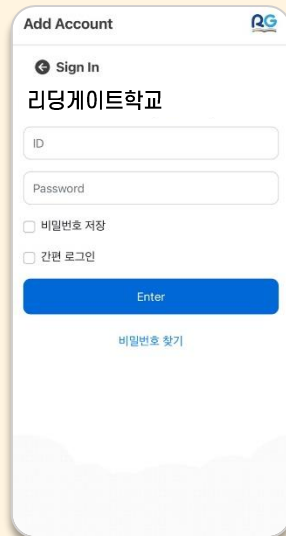 Add Account
RG
Sign In
리딩게이트학교
ID
Password
비밀번호 저장
간편 로그인
Enter
비밀번호 찾기